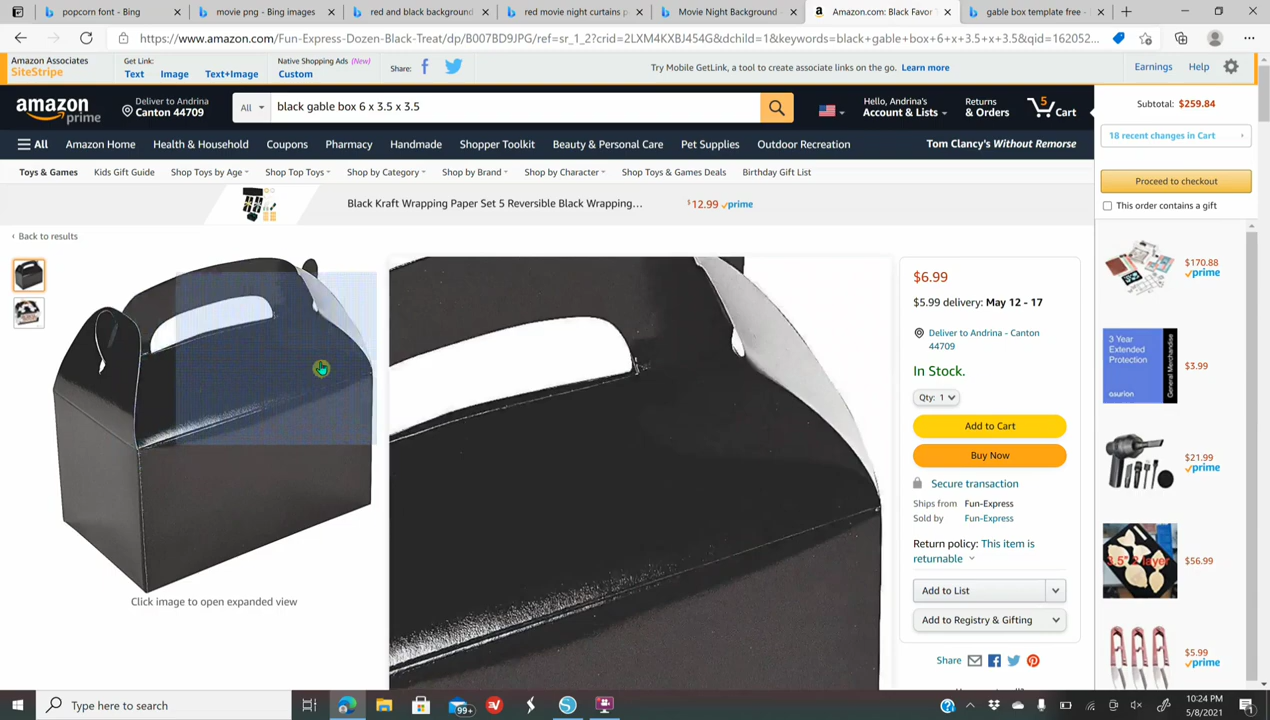 popcorn font - Bing
movie png - Bing images
red and black background
red movie night curtains p
Movie Night Background
Amazon.com: Black Favor T
gable box template free -
https://www.amazon.com/Fun-Express-Dozen-Black-Treat/dp/B007BD9JPG/ref=sr_1_2?crid=2LXM4KXBJ454G&dchild=1&keywords=black+gable+box+6+x+3.5+x+3.5&qid=162052...
Amazon Associates
SiteStripe
Get Link:
Text
Image
Text+Image
Native Shopping Ads (New)
Custom
Share:
Try Mobile GetLink, a tool to create associate links on the go. Learn more
Earnings
Help
amazon
prime
Deliver to Andrina
Canton 44709
All
black gable box 6 x 3.5 x 3.5
Hello, Andrina's
Account & Lists
Returns
& Orders
5
Cart
Subtotal: $259.84
18 recent changes in Cart
Proceed to checkout
This order contains a gift
All
Amazon Home
Health & Household
Coupons
Pharmacy
Handmade
Shopper Toolkit
Beauty & Personal Care
Pet Supplies
Outdoor Recreation
Tom Clancy's Without Remorse
Toys & Games
Kids Gift Guide
Shop Toys by Age
Shop Top Toys
Shop by Category
Shop by Brand
Shop by Character
Shop Toys & Games Deals
Birthday Gift List
Black Kraft Wrapping Paper Set 5 Reversible Black Wrapping...
$12.99 prime
‹ Back to results
Click image to open expanded view
$6.99
$5.99 delivery: May 12 - 17
Deliver to Andrina - Canton
44709
In Stock.
Qty: 1
Add to Cart
Buy Now
Secure transaction
Ships from Fun-Express
Sold by Fun-Express
Return policy: This item is
returnable
Add to List
Add to Registry & Gifting
Share
$170.88
prime
3 Year
Extended
Protection
asurion
General Merchandise
$3.99
$21.99
prime
3.5" 2 layer
$56.99
$5.99
prime
Type here to search
99+
10:24 PM
5/8/2021
1